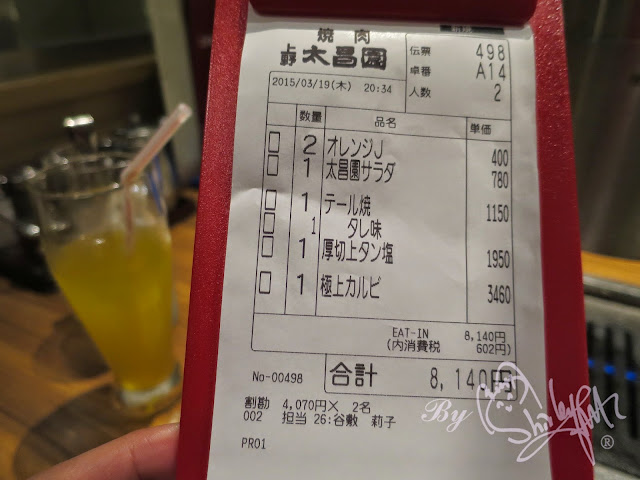 焼肉
上野 太昌園
伝票 498
卓番 A14
人数 2
2015/03/19(木) 20:34
数量 品名 単価
2 オレンジJ 400
1 太昌園サラダ 780
1 テール焼 1150
1 タレ味
1 厚切上タン塩 1950
1 極上カルビ 3460
EAT-IN 8,140円
(内消費税 602円)
No-00498 合計 8,140円
割勘 4,070円× 2名
002 担当 26:谷敷 莉子
PR01
By
®